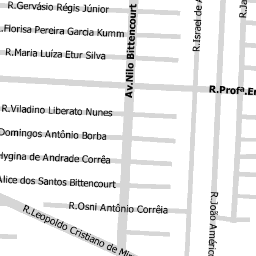 R.Gervásio Régis Júnior
.Florisa Pereira Garcia Kumm
R.Maria Luíza Etur Silva
Av.Nilo Bittencourt
R.Israel de A
R.Profª.En
R.Viladino Liberato Nunes
Domingos Antônio Borba
Hygina de Andrade Corrêa
Alice dos Santos Bittencourt
R.Osni Antônio Corrêia
R.João Améric
R.Leopoldo Cristiano de